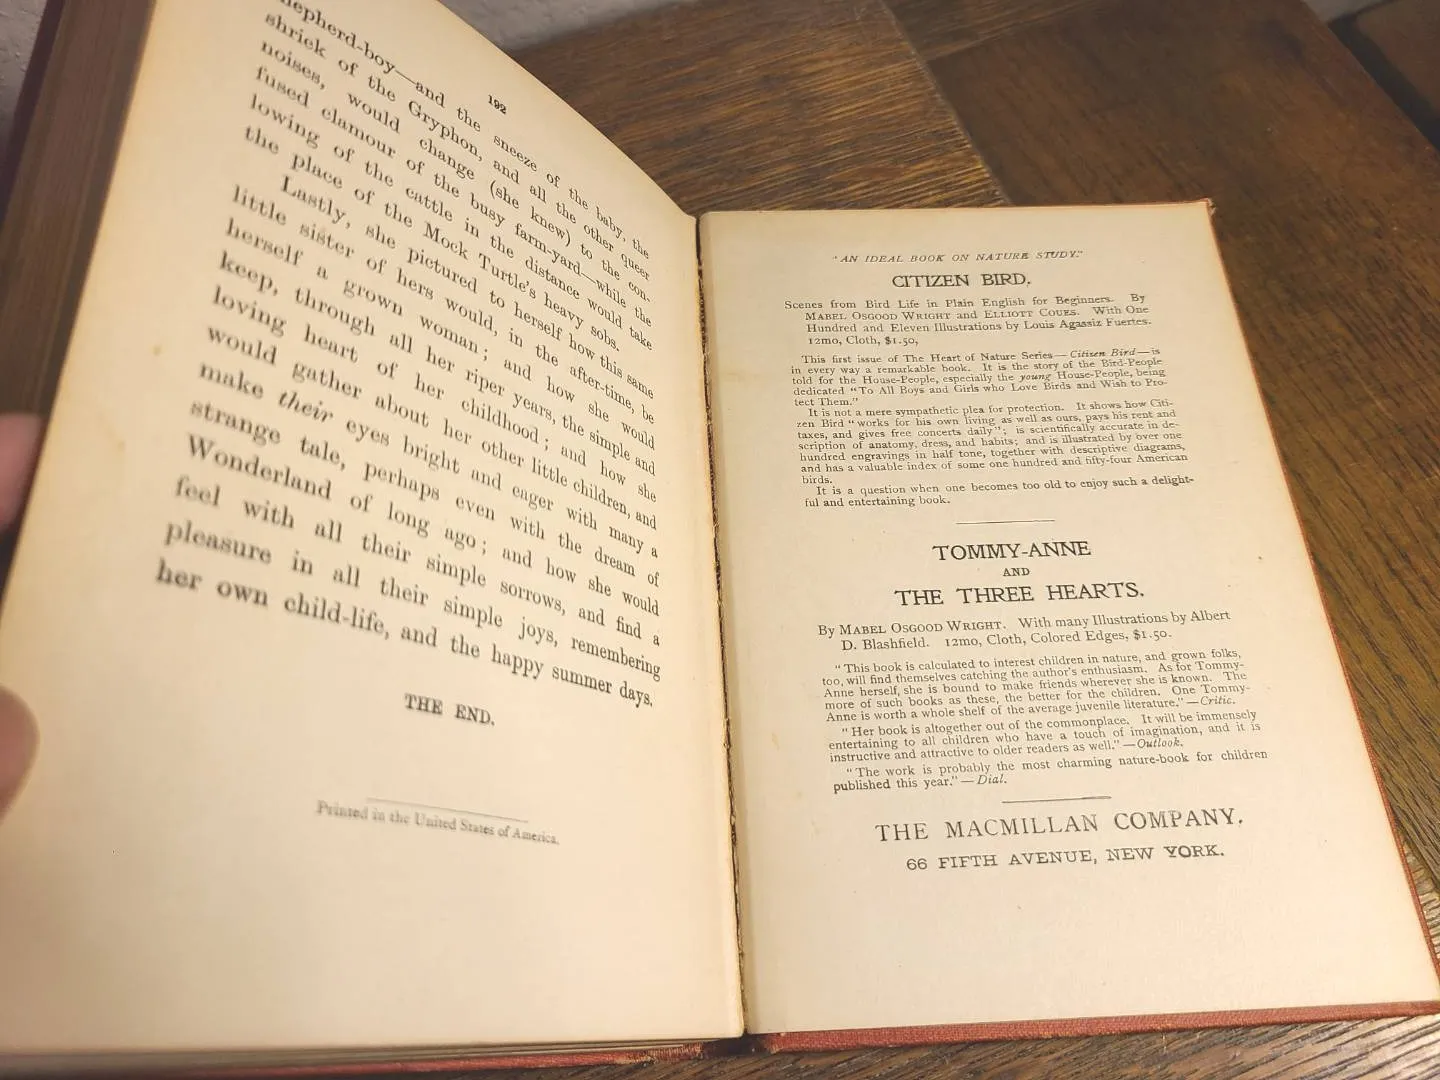 192
shepherd-boy—and the sneeze of the baby, the
shriek of the Gryphon, and all the other queer
noises, would change (she knew) to the con-
fused clamour of the busy farm-yard—while the
lowing of the cattle in the distance would take
the place of the Mock Turtle's heavy sobs.
Lastly, she pictured to herself how this same
little sister of hers would, in the after-time, be
herself a grown woman; and how she would
keep, through all her riper years, the simple and
loving heart of her childhood; and how she
would gather about her other little children, and
make their eyes bright and eager with many a
strange tale, perhaps even with the dream of
Wonderland of long ago; and how she would
feel with all their simple sorrows, and find a
pleasure in all their simple joys, remembering
her own child-life, and the happy summer days.
THE END.
Printed in the United States of America.
"AN IDEAL BOOK ON NATURE STUDY."
CITIZEN BIRD.
Scenes from Bird Life in Plain English for Beginners. By
MABEL OSGOOD WRIGHT and ELLIOTT COUES. With One
Hundred and Eleven Illustrations by Louis Agassiz Fuertes.
12mo, Cloth, $1.50,
This first issue of The Heart of Nature Series—Citizen Bird—is
in every way a remarkable book. It is the story of the Bird-People
told for the House-People, especially the young House-People, being
dedicated "To All Boys and Girls who Love Birds and Wish to Pro-
tect Them."
It is not a mere sympathetic plea for protection. It shows how Citi-
zen Bird "works for his own living as well as ours, pays his rent and
taxes, and gives free concerts daily"; is scientifically accurate in de-
scription of anatomy, dress, and habits; and is illustrated by over one
hundred engravings in half tone, together with descriptive diagrams,
and has a valuable index of some one hundred and fifty-four American
birds.
It is a question when one becomes too old to enjoy such a delight-
ful and entertaining book.
TOMMY-ANNE
AND
THE THREE HEARTS.
By MABEL OSGOOD WRIGHT. With many Illustrations by Albert
D. Blashfield. 12mo, Cloth, Colored Edges, $1.50.
"This book is calculated to interest children in nature, and grown folks,
too, will find themselves catching the author's enthusiasm. As for Tommy-
Anne herself, she is bound to make friends wherever she is known. The
more of such books as these, the better for the children. One Tommy-
Anne is worth a whole shelf of the average juvenile literature."—Critic.
"Her book is altogether out of the commonplace. It will be immensely
entertaining to all children who have a touch of imagination, and it is
instructive and attractive to older readers as well."—Outlook.
"The work is probably the most charming nature-book for children
published this year."—Dial.
THE MACMILLAN COMPANY.
66 FIFTH AVENUE, NEW YORK.